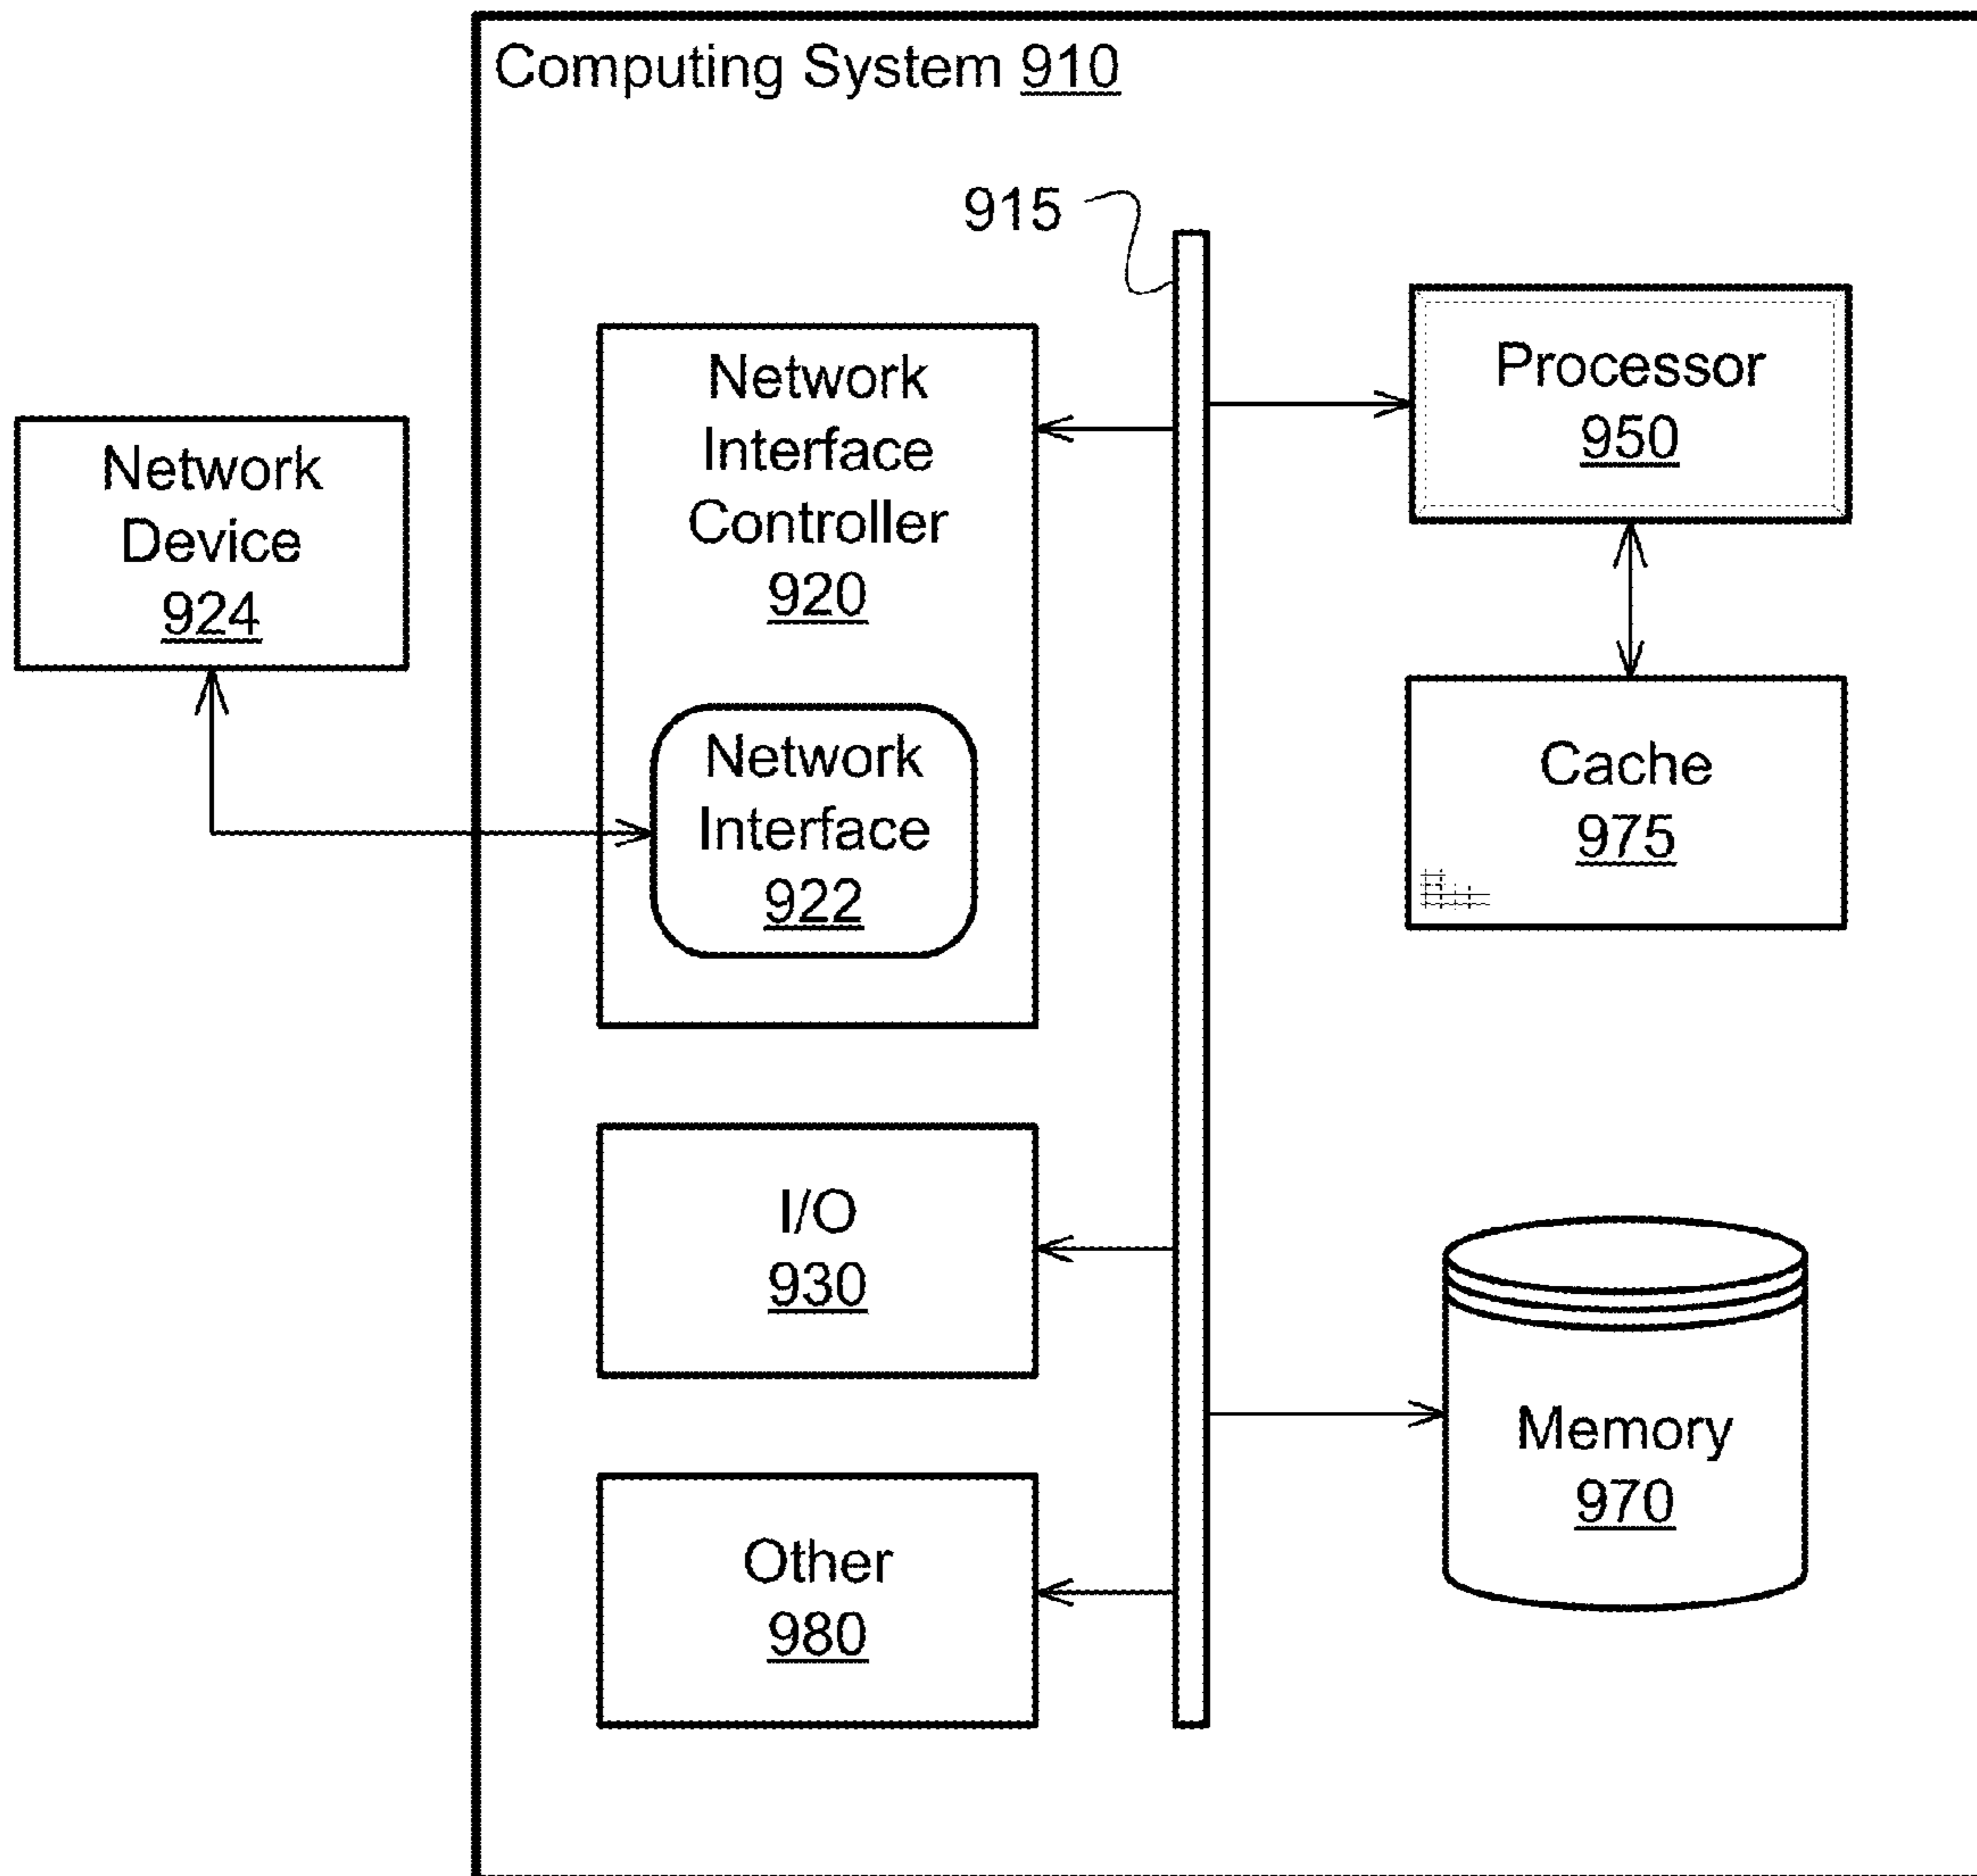 Computing System 910
915
Network
Interface
Controller
920
Network
Interface
922
Network
Device
924
Processor
950
Cache
975
I/O
930
Memory
970
Other
980